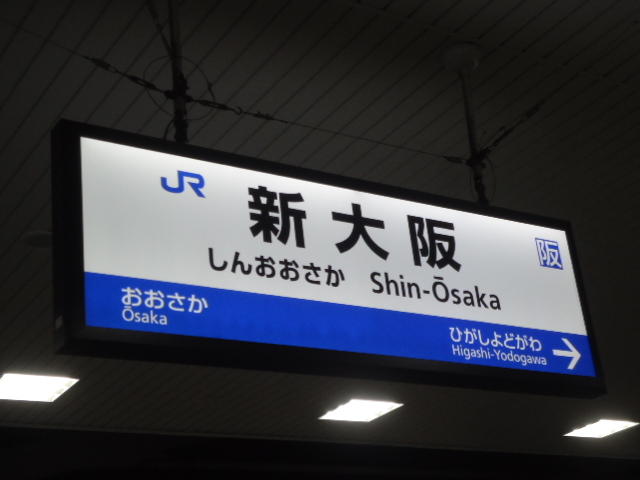 JR
新大阪
阪
しんおおさか Shin-Ōsaka
おおさか
Ōsaka
ひがしよどがわ
Higashi-Yodogawa